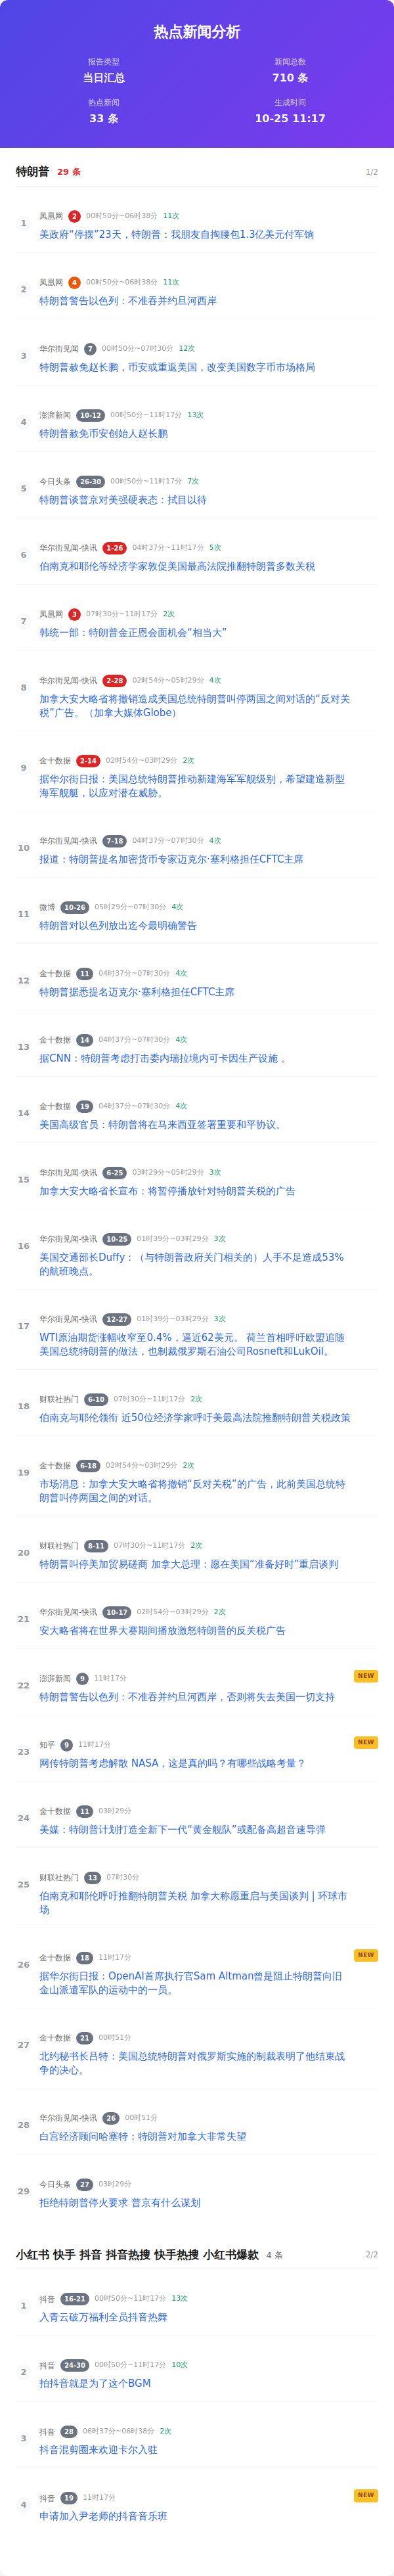 热点新闻分析
报告类型
当日汇总
新闻总数
710 条
热点新闻
33 条
生成时间
10-25 11:17
特朗普 29 条 1/2
1
凤凰网 2 00时50分~06时38分 11次
美政府“停摆”23天，特朗普：我朋友自掏腰包1.3亿美元付军饷
2
凤凰网 4 00时50分~06时38分 11次
特朗普警告以色列：不准吞并约旦河西岸
3
华尔街见闻 7 00时50分~07时30分 12次
特朗普赦免赵长鹏，币安或重返美国，改变美国数字币市场格局
4
澎湃新闻 10-12 00时50分~11时17分 13次
特朗普赦免币安创始人赵长鹏
5
今日头条 26-30 00时50分~11时17分 7次
特朗普谈普京对美强硬表态：拭目以待
6
华尔街见闻-快讯 1-26 04时37分~11时17分 5次
伯南克和耶伦等经济学家敦促美国最高法院推翻特朗普多数关税
7
凤凰网 3 07时30分~11时17分 2次
韩统一部：特朗普金正恩会面机会“相当大”
8
华尔街见闻-快讯 2-28 02时54分~05时29分 4次
加拿大安大略省将撤销造成美国总统特朗普叫停两国之间对话的“反对关
税”广告。（加拿大媒体Globe）
9
金十数据 2-14 02时54分~03时29分 2次
据华尔街日报：美国总统特朗普推动新建海军军舰级别，希望建造新型
海军舰艇，以应对潜在威胁。
10
华尔街见闻-快讯 7-18 04时37分~07时30分 4次
报道：特朗普提名加密货币专家迈克尔·塞利格担任CFTC主席
11
微博 10-26 05时29分~07时30分 4次
特朗普对以色列放出迄今最明确警告
12
金十数据 11 04时37分~07时30分 4次
特朗普据悉提名迈克尔·塞利格担任CFTC主席
13
金十数据 14 04时37分~07时30分 4次
据CNN：特朗普考虑打击委内瑞拉境内可卡因生产设施 。
14
金十数据 19 04时37分~07时30分 4次
美国高级官员：特朗普将在马来西亚签署重要和平协议。
15
华尔街见闻-快讯 6-25 03时29分~05时29分 3次
加拿大安大略省长宣布：将暂停播放针对特朗普关税的广告
16
华尔街见闻-快讯 10-25 01时39分~03时29分 3次
美国交通部长Duffy：（与特朗普政府关门相关的）人手不足造成53%
的航班晚点。
17
华尔街见闻-快讯 12-27 01时39分~03时29分 3次
WTI原油期货涨幅收窄至0.4%，逼近62美元。 荷兰首相呼吁欧盟追随
美国总统特朗普的做法，也制裁俄罗斯石油公司Rosneft和LukOil。
18
财联社热门 6-10 07时30分~11时17分 2次
伯南克与耶伦领衔 近50位经济学家呼吁美最高法院推翻特朗普关税政策
19
金十数据 6-18 02时54分~03时29分 2次
市场消息：加拿大安大略省将撤销“反对关税”的广告，此前美国总统特
朗普叫停两国之间的对话。
20
财联社热门 8-11 07时30分~11时17分 2次
特朗普叫停美加贸易磋商 加拿大总理：愿在美国“准备好时”重启谈判
21
华尔街见闻-快讯 10-17 02时54分~03时29分 2次
安大略省将在世界大赛期间播放激怒特朗普的反关税广告
22
澎湃新闻 9 11时17分 NEW
特朗普警告以色列：不准吞并约旦河西岸，否则将失去美国一切支持
23
知乎 9 11时17分 NEW
网传特朗普考虑解散 NASA，这是真的吗？有哪些战略考量？
24
金十数据 11 03时29分
美媒：特朗普计划打造全新下一代“黄金舰队”或配备高超音速导弹
25
财联社热门 13 07时30分
伯南克和耶伦呼吁推翻特朗普关税 加拿大称愿重启与美国谈判 | 环球市
场
26
金十数据 18 11时17分 NEW
据华尔街日报：OpenAI首席执行官Sam Altman曾是阻止特朗普向旧
金山派遣军队的运动中的一员。
27
金十数据 21 00时51分
北约秘书长吕特：美国总统特朗普对俄罗斯实施的制裁表明了他结束战
争的决心。
28
华尔街见闻-快讯 26 00时51分
白宫经济顾问哈塞特：特朗普对加拿大非常失望
29
今日头条 27 03时29分
拒绝特朗普停火要求 普京有什么谋划
小红书 快手 抖音 抖音热搜 快手热搜 小红书爆款 4 条 2/2
1
抖音 16-21 00时50分~11时17分 13次
入青云破万福利全员抖音热舞
2
抖音 24-30 00时50分~11时17分 10次
拍抖音就是为了这个BGM
3
抖音 28 06时37分~06时38分 2次
抖音混剪圈来欢迎卡尔入驻
4
抖音 19 11时17分 NEW
申请加入尹老师的抖音音乐班